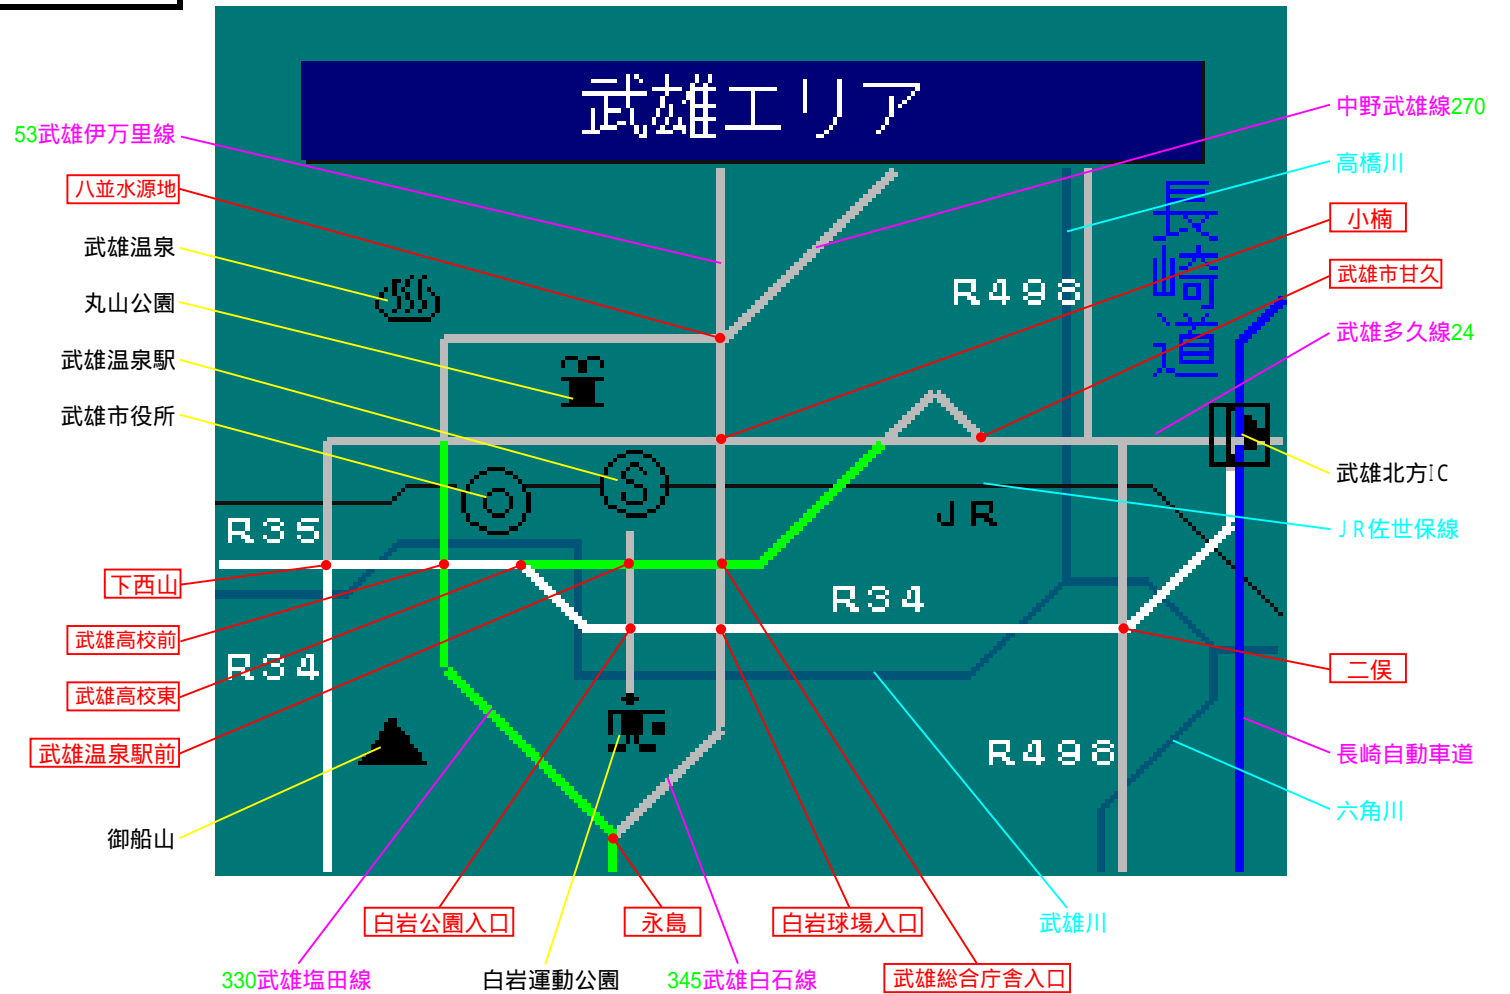 武雄エリア
53武雄伊万里線
八並水源地
武雄温泉
丸山公園
武雄温泉駅
武雄市役所
下西山
武雄高校前
武雄高校東
武雄温泉駅前
御船山
長崎道
R498
S
JR
R35
R34
R34
R498
中野武雄線270
高橋川
小楠
武雄市甘久
武雄多久線24
武雄北方IC
JR佐世保線
二俣
長崎自動車道
六角川
白岩公園入口
永島
白岩球場入口
武雄川
330武雄塩田線
白岩運動公園
345武雄白石線
武雄総合庁舎入口